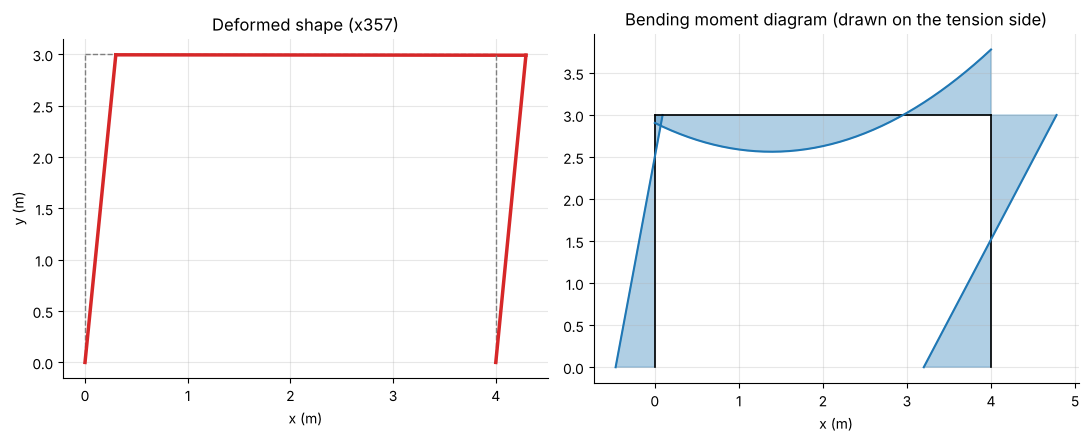 Deformed shape (x357)
3.0
2.5
2.0
1.5
1.0
0.5
0.0
y (m)
0 1 2 3 4
x (m)
Bending moment diagram (drawn on the tension side)
3.5
3.0
2.5
2.0
1.5
1.0
0.5
0.0
0 1 2 3 4 5
x (m)